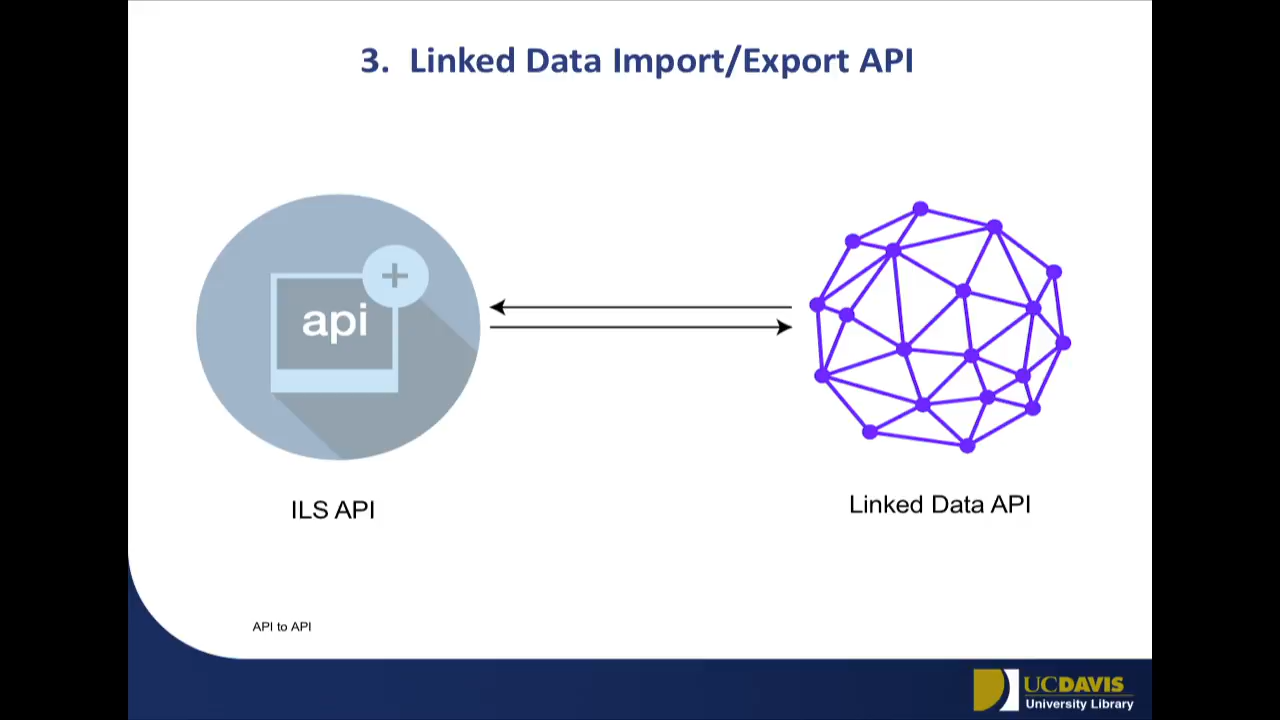 3. Linked Data Import/Export API
api
+
ILS API
Linked Data API
API to API
UCDAVIS
University Library